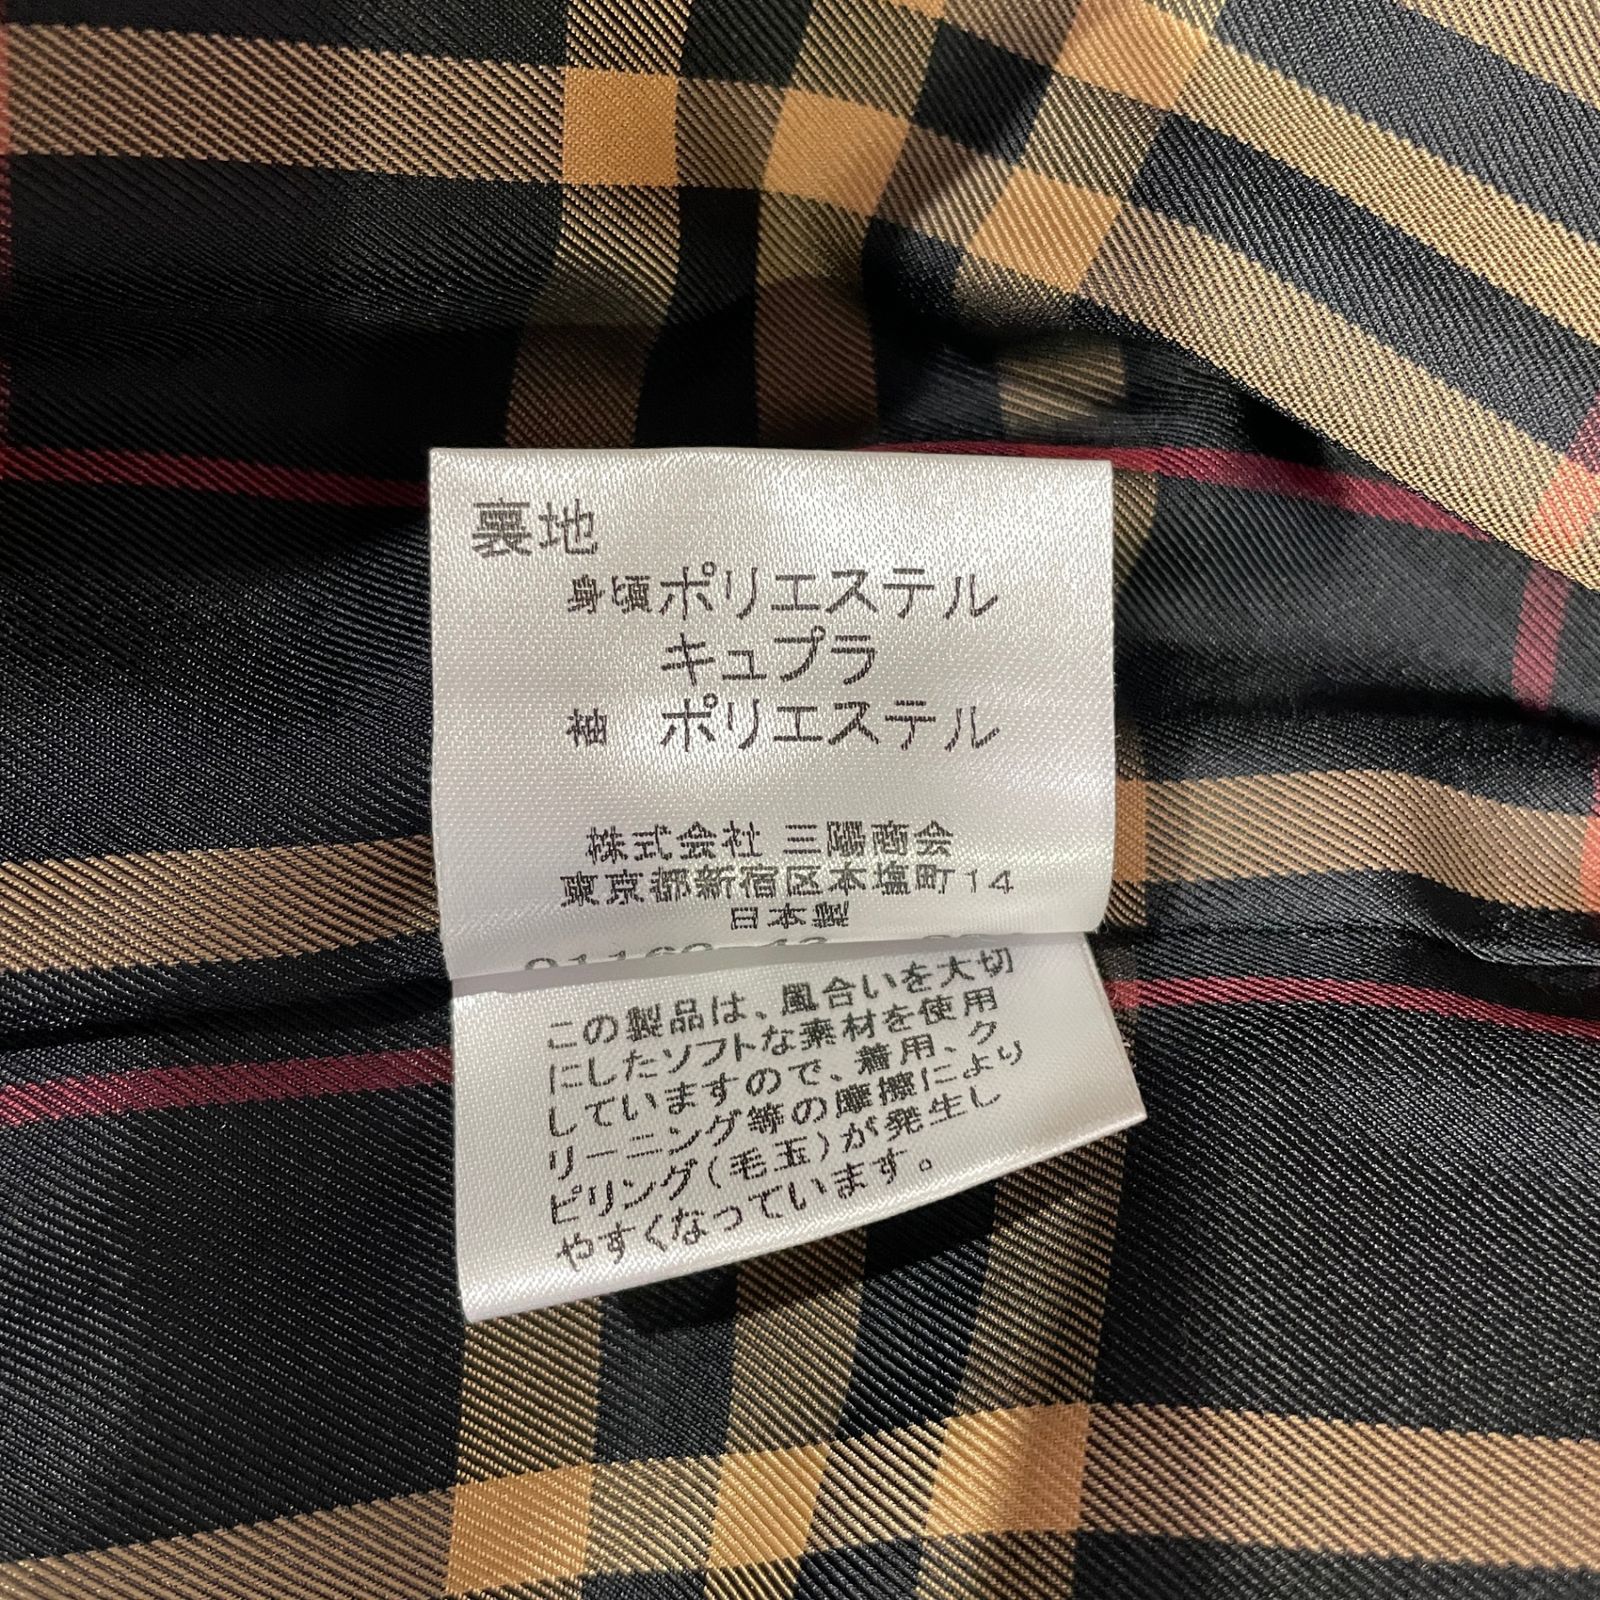 裏地
身頃ポリエステル
キュプラ
袖 ポリエステル
株式会社 三陽商会
東京都新宿区本塩町14
日本製
この製品は、風合いを大切
にしたソフトな素材を使用
していますので、着用、ク
リーニング等の摩擦により
ピリング(毛玉)が発生し
やすくなっています。